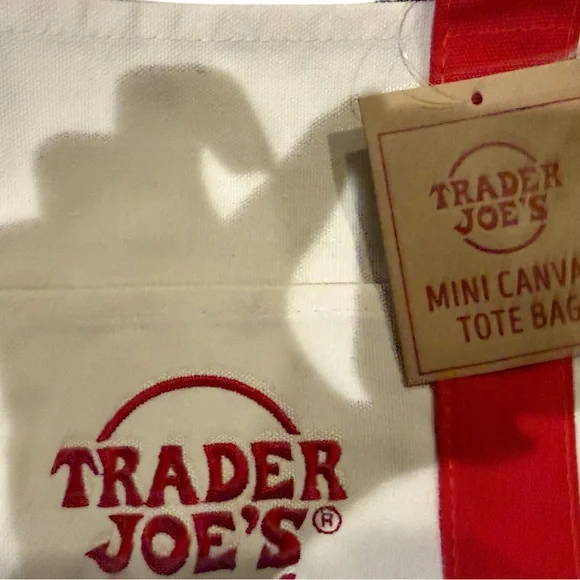 TRADER
JOE'S
MINI CANVA
TOTE BAG
TRADER
JOE'S®